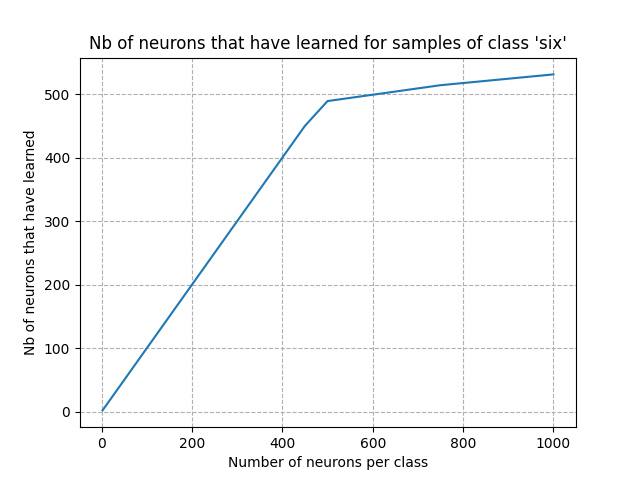 Nb of neurons that have learned for samples of class 'six'
Nb of neurons that have learned
500
400
300
200
100
0
0 200 400 600 800 1000
Number of neurons per class